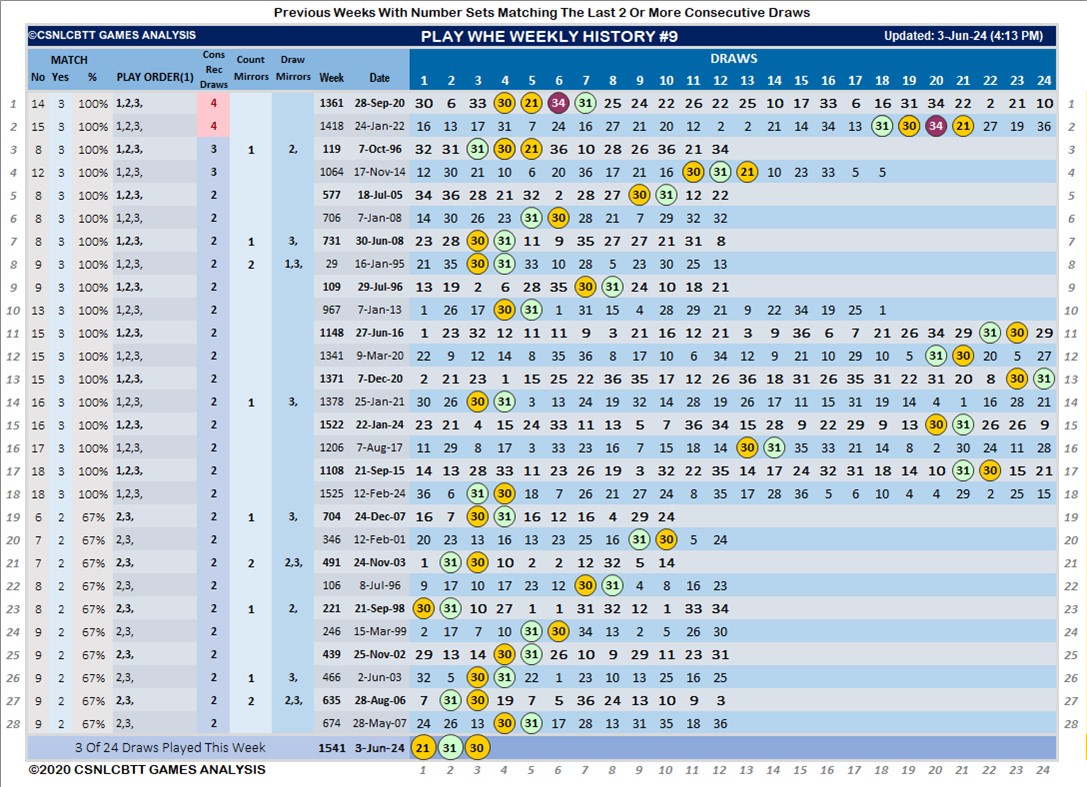 Previous Weeks With Number Sets Matching The Last 2 Or More Consecutive Draws
©CSNLCBTT GAMES ANALYSIS PLAY WHE WEEKLY HISTORY #9 Updated: 3-Jun-24 (4:13 PM)
MATCH Cons Rec Draws Count Mirrors Draw Mirrors DRAWS
No Yes % PLAY ORDER(1) Week Date 1 2 3 4 5 6 7 8 9 10 11 12 13 14 15 16 17 18 19 20 21 22 23 24
1 14 3 100% 1,2,3, 4 1361 28-Sep-20 30 6 33 30 21 34 31 25 24 22 26 22 25 10 17 33 6 16 31 34 22 2 21 10 1
2 15 3 100% 1,2,3, 4 1418 24-Jan-22 16 13 17 31 7 24 16 27 21 20 12 2 2 21 14 34 13 31 30 34 21 27 19 36 2
3 8 3 100% 1,2,3, 3 1 2, 119 7-Oct-96 32 31 31 30 21 36 10 28 26 36 21 34 3
4 12 3 100% 1,2,3, 3 1064 17-Nov-14 12 30 21 10 6 20 36 17 21 16 30 31 21 10 23 33 5 5 4
5 8 3 100% 1,2,3, 2 577 18-Jul-05 34 36 28 21 32 2 28 27 30 31 12 22 5
6 8 3 100% 1,2,3, 2 706 7-Jan-08 14 30 26 23 31 30 28 21 7 29 32 32 6
7 8 3 100% 1,2,3, 2 1 3, 731 30-Jun-08 23 28 30 31 11 9 35 27 27 21 31 8 7
8 9 3 100% 1,2,3, 2 2 1,3, 29 16-Jan-95 21 35 30 31 33 10 28 5 23 30 25 13 8
9 9 3 100% 1,2,3, 2 109 29-Jul-96 13 19 2 6 28 35 30 31 24 10 18 21 9
10 13 3 100% 1,2,3, 2 967 7-Jan-13 1 26 17 30 31 1 31 15 4 28 29 21 9 22 34 19 25 1 10
11 15 3 100% 1,2,3, 2 1148 27-Jun-16 1 23 32 12 11 11 9 3 21 16 12 21 3 9 36 6 7 21 26 34 29 31 30 29 11
12 15 3 100% 1,2,3, 2 1341 9-Mar-20 22 9 12 14 8 35 36 8 17 10 6 34 12 9 21 10 29 10 5 31 30 20 5 27 12
13 15 3 100% 1,2,3, 2 1371 7-Dec-20 2 21 23 1 15 25 22 36 35 17 12 26 36 18 31 26 35 31 22 31 20 8 30 31 13
14 16 3 100% 1,2,3, 2 1 3, 1378 25-Jan-21 30 26 30 31 3 13 24 19 32 14 28 19 26 17 11 15 31 19 14 4 1 16 28 21 14
15 16 3 100% 1,2,3, 2 1522 22-Jan-24 23 21 4 15 24 33 11 13 5 7 36 34 15 28 9 22 29 9 13 30 31 26 26 9 15
16 17 3 100% 1,2,3, 2 1206 7-Aug-17 11 29 8 17 3 33 23 16 7 15 18 14 30 31 35 33 21 14 8 2 30 24 11 28 16
17 18 3 100% 1,2,3, 2 1108 21-Sep-15 14 13 28 33 11 23 26 19 3 32 22 35 14 17 24 32 31 18 14 10 31 30 15 21 17
18 18 3 100% 1,2,3, 2 1525 12-Feb-24 36 6 31 30 18 7 26 21 27 24 8 35 17 28 36 5 6 10 4 4 29 2 25 15 18
19 6 2 67% 2,3, 2 1 3, 704 24-Dec-07 16 7 30 31 16 12 16 4 29 24 19
20 7 2 67% 2,3, 2 346 12-Feb-01 20 23 13 16 13 23 25 16 31 30 5 24 20
21 7 2 67% 2,3, 2 2 2,3, 491 24-Nov-03 1 31 30 10 2 2 12 32 5 14 21
22 8 2 67% 2,3, 2 106 8-Jul-96 9 17 10 17 23 12 30 31 4 8 16 23 22
23 8 2 67% 2,3, 2 1 2, 221 21-Sep-98 30 31 10 27 1 1 31 32 12 1 33 34 23
24 9 2 67% 2,3, 2 246 15-Mar-99 2 17 7 10 31 30 34 13 2 5 26 30 24
25 9 2 67% 2,3, 2 439 25-Nov-02 29 13 14 30 31 26 10 9 29 11 23 31 25
26 9 2 67% 2,3, 2 1 3, 466 2-Jun-03 32 5 30 31 22 1 23 10 13 25 16 25 26
27 9 2 67% 2,3, 2 2 2,3, 635 28-Aug-06 7 31 30 19 7 5 36 24 13 10 9 3 27
28 9 2 67% 2,3, 2 674 28-May-07 24 26 13 30 31 17 28 13 31 35 18 36 28
3 Of 24 Draws Played This Week 1541 3-Jun-24 21 31 30
©2020 CSNLCBTT GAMES ANALYSIS 1 2 3 4 5 6 7 8 9 10 11 12 13 14 15 16 17 18 19 20 21 22 23 24